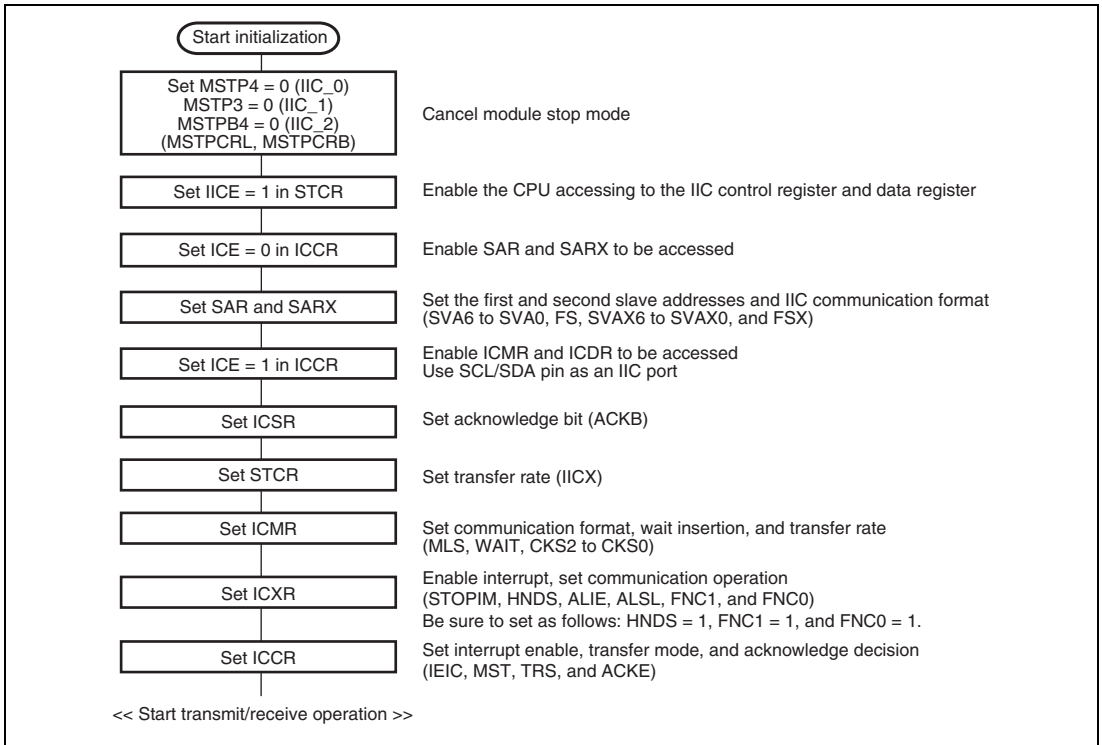 Start initialization
Set MSTP4 = 0 (IIC_0)
MSTP3 = 0 (IIC_1)
MSTPB4 = 0 (IIC_2)
(MSTPCRL, MSTPCRB)
Cancel module stop mode
Set IICE = 1 in STCR
Enable the CPU accessing to the IIC control register and data register
Set ICE = 0 in ICCR
Enable SAR and SARX to be accessed
Set SAR and SARX
Set the first and second slave addresses and IIC communication format
(SVA6 to SVA0, FS, SVAX6 to SVAX0, and FSX)
Set ICE = 1 in ICCR
Enable ICMR and ICDR to be accessed
Use SCL/SDA pin as an IIC port
Set ICSR
Set acknowledge bit (ACKB)
Set STCR
Set transfer rate (IICX)
Set ICMR
Set communication format, wait insertion, and transfer rate
(MLS, WAIT, CKS2 to CKS0)
Set ICXR
Enable interrupt, set communication operation
(STOPIM, HNDS, ALIE, ALSL, FNC1, and FNC0)
Be sure to set as follows: HNDS = 1, FNC1 = 1, and FNC0 = 1.
Set ICCR
Set interrupt enable, transfer mode, and acknowledge decision
(IEIC, MST, TRS, and ACKE)
<< Start transmit/receive operation >>